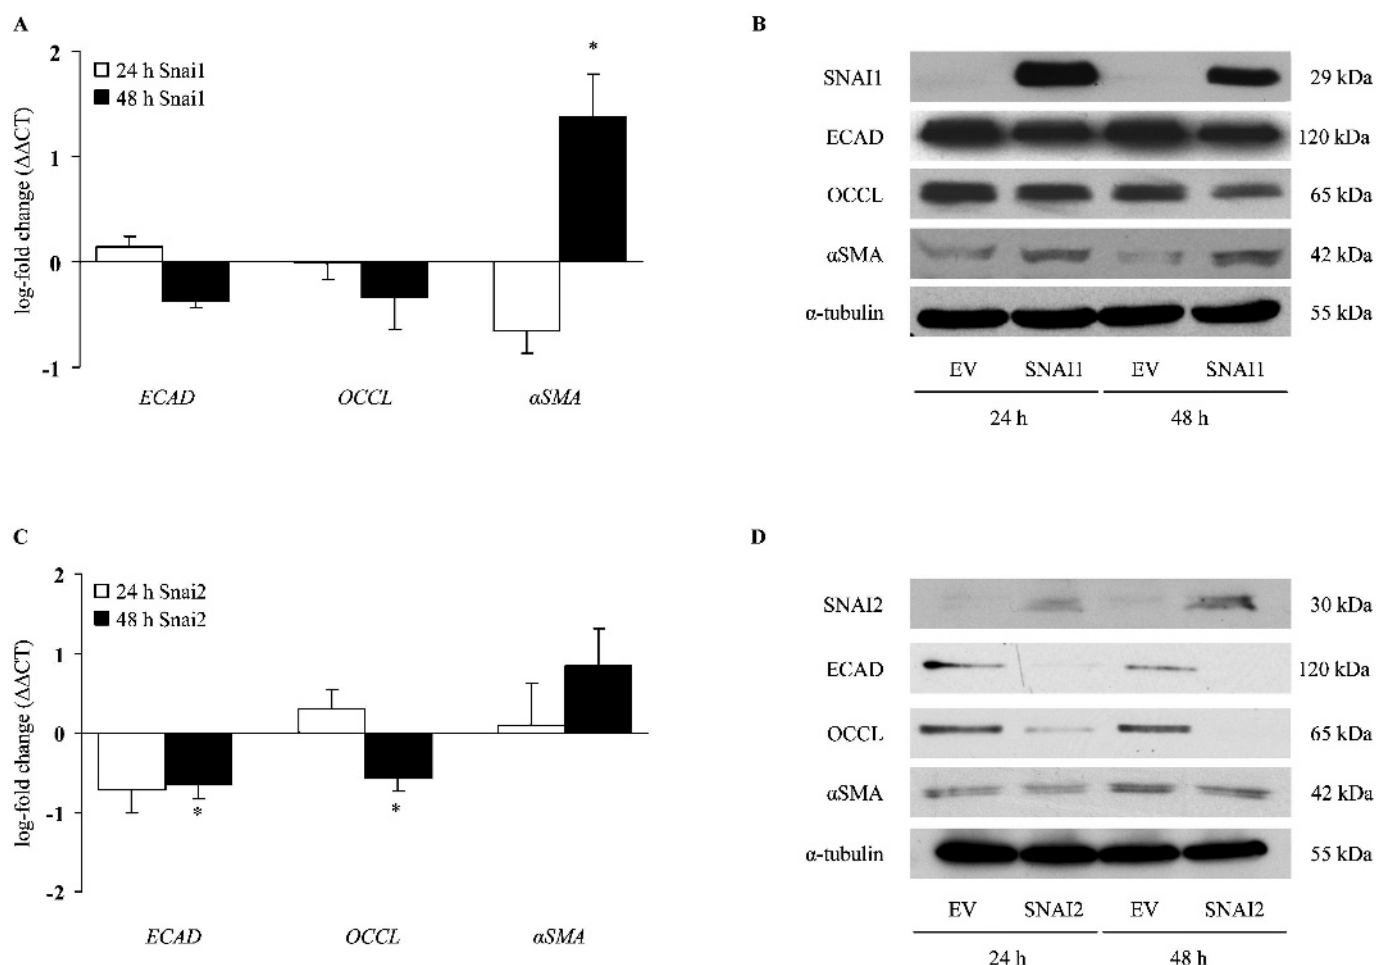 A
2
1
0
-1
log-fold change (ΔΔCT)
24 h Snai1
48 h Snai1
*
ECAD OCCL αSMA
B
SNAI1 29 kDa
ECAD 120 kDa
OCCL 65 kDa
αSMA 42 kDa
α-tubulin 55 kDa
EV SNAI1 EV SNAI1
24 h 48 h
C
2
1
0
-1
-2
log-fold change (ΔΔCT)
24 h Snai2
48 h Snai2
* *
ECAD OCCL αSMA
D
SNAI2 30 kDa
ECAD 120 kDa
OCCL 65 kDa
αSMA 42 kDa
α-tubulin 55 kDa
EV SNAI2 EV SNAI2
24 h 48 h